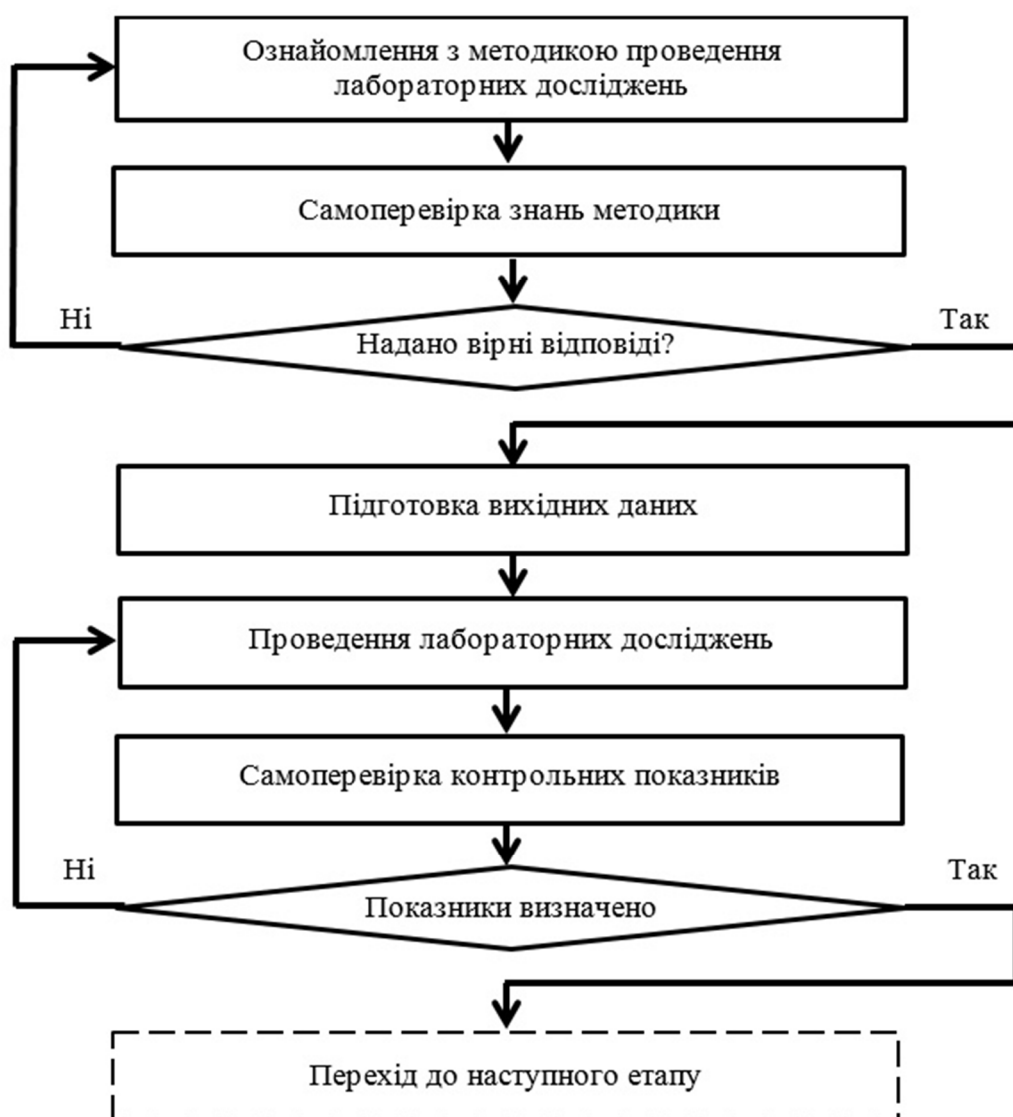 Ознайомлення з методикою проведення
лабораторних досліджень
Самоперевірка знань методики
Ні
Так
Надано вірні відповіді?
Підготовка вихідних даних
Проведення лабораторних досліджень
Самоперевірка контрольних показників
Ні
Так
Показники визначено
Перехід до наступного етапу